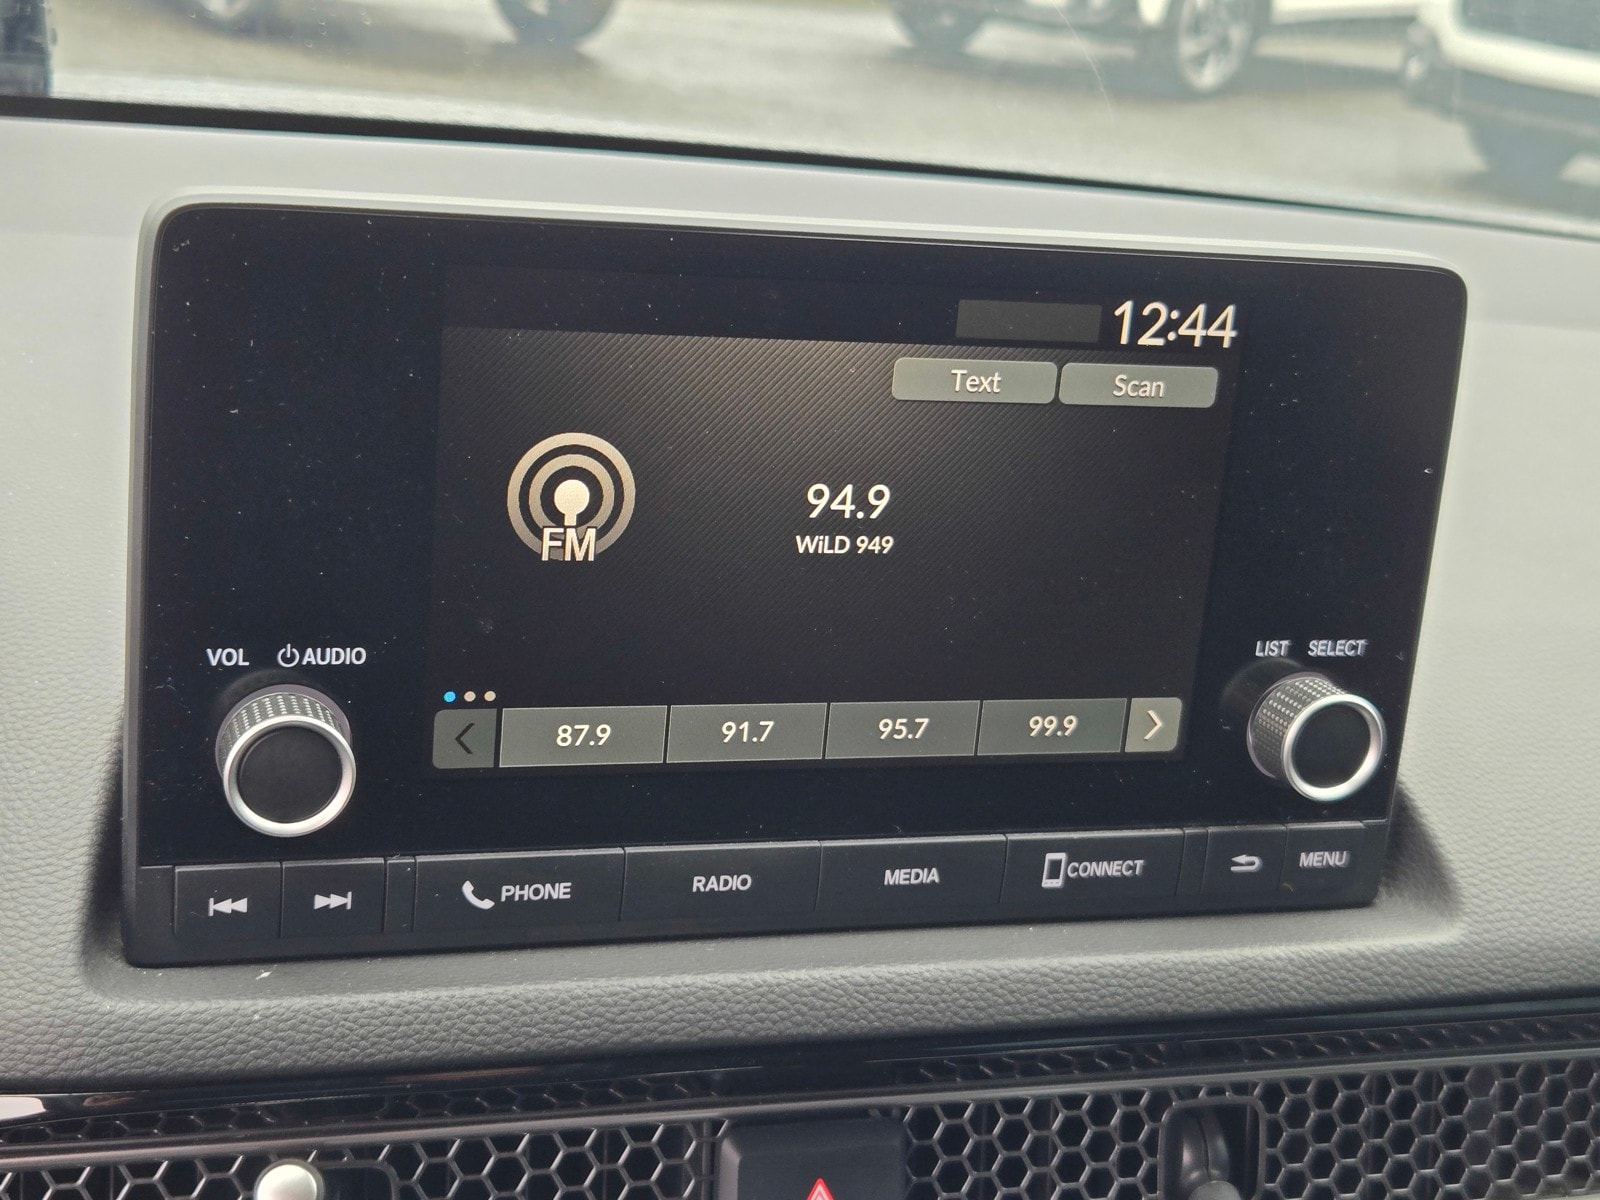 12:44
Text Scan
FM
94.9
WiLD 949
VOL AUDIO
LIST SELECT
87.9 91.7 95.7 99.9
PHONE RADIO MEDIA CONNECT MENU